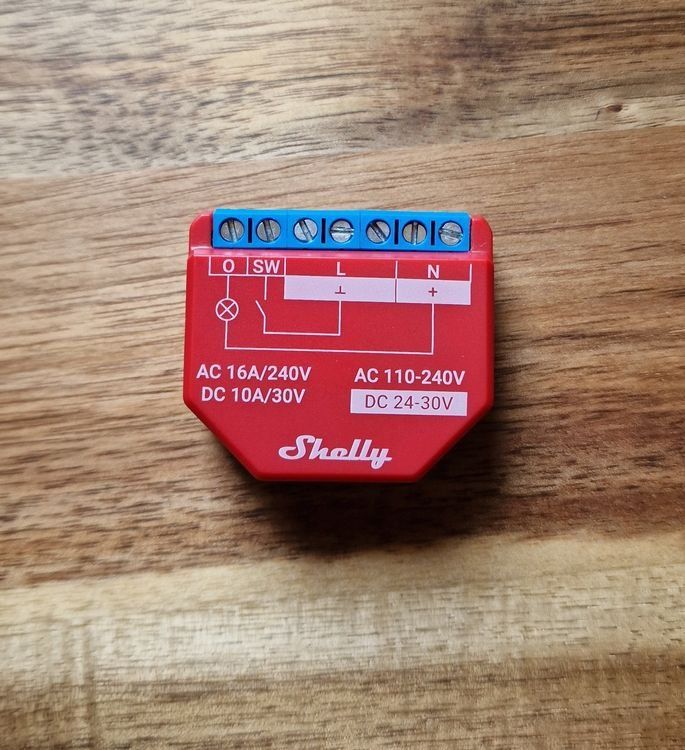 O SW L N
⊥ +
AC 16A/240V
DC 10A/30V
AC 110-240V
DC 24-30V
Shelly